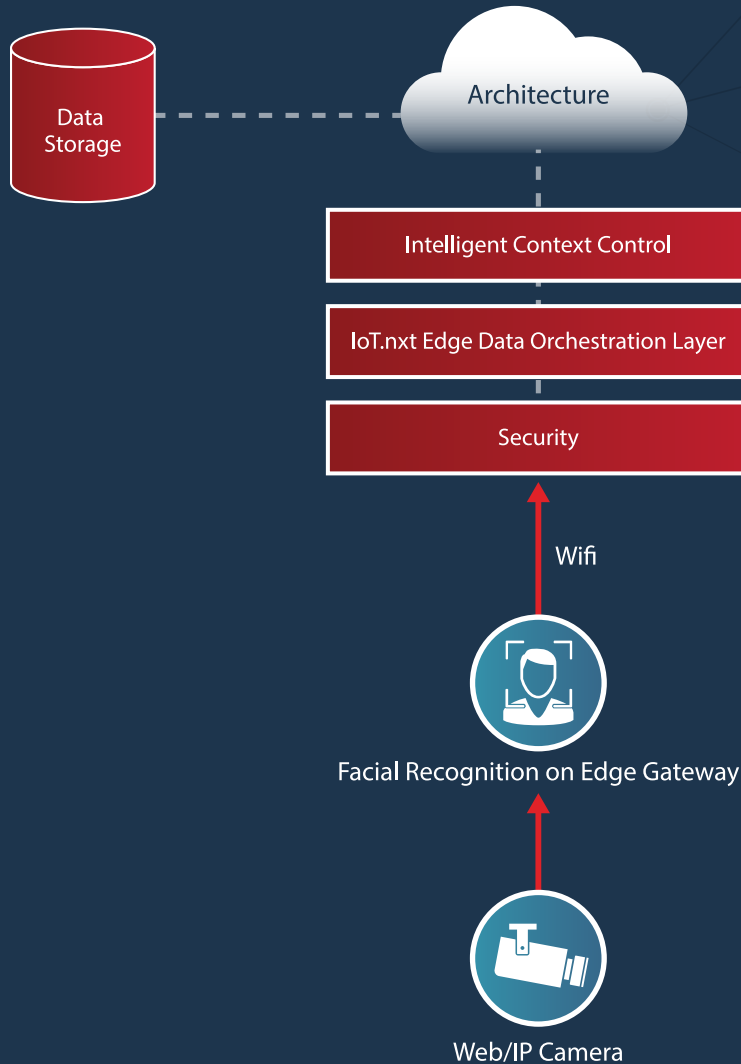 Data
Storage
Architecture
Intelligent Context Control
IoT.nxt Edge Data Orchestration Layer
Security
Wifi
Facial Recognition on Edge Gateway
Web/IP Camera